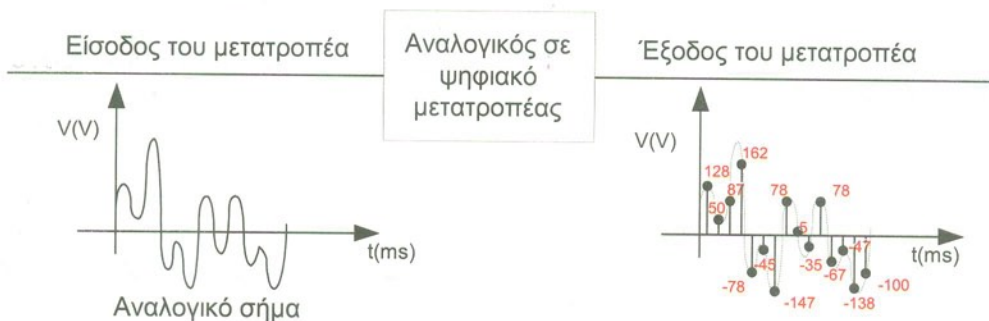 Είσοδος του μετατροπέα
Αναλογικός σε
ψηφιακό
μετατροπέας
Έξοδος του μετατροπέα
V(V)
t(ms)
Αναλογικό σήμα
V(V)
162
128
87
50
78
78
5
-35
-47
-67
-45
-78
-147
-138
-100
t(ms)